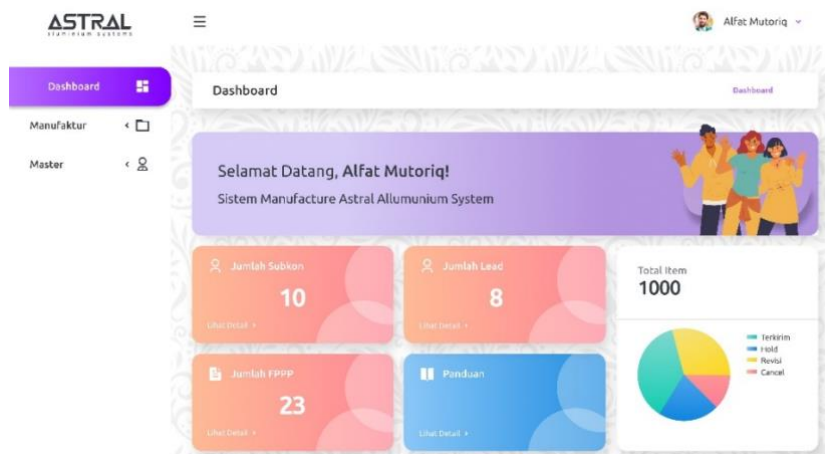 ASTRAL
aluminium systems
Alfat Mutoriq
Dashboard
Manufaktur
Master
Dashboard
Dashboard
Selamat Datang, Alfat Mutoriq!
Sistem Manufacture Astral Allumunium System
Jumlah Subkon
10
Lihat Detail
Jumlah Lead
8
Lihat Detail
Total Item
1000
Terkirim
Hold
Revisi
Cancel
Jumlah FPPP
23
Lihat Detail
Panduan
Lihat Detail